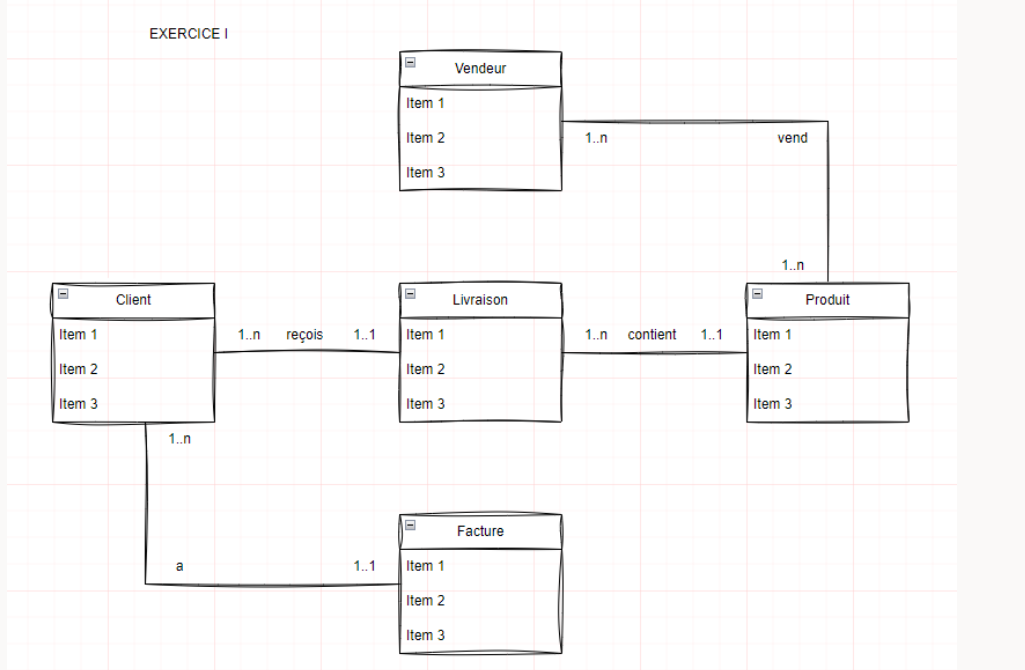 EXERCICE I
Vendeur
Item 1
Item 2
Item 3
1..n
vend
1..n
Client
Item 1
Item 2
Item 3
1..n reçois 1..1
Livraison
Item 1
Item 2
Item 3
1..n contient 1..1
Produit
Item 1
Item 2
Item 3
1..n
a
1..1
Facture
Item 1
Item 2
Item 3